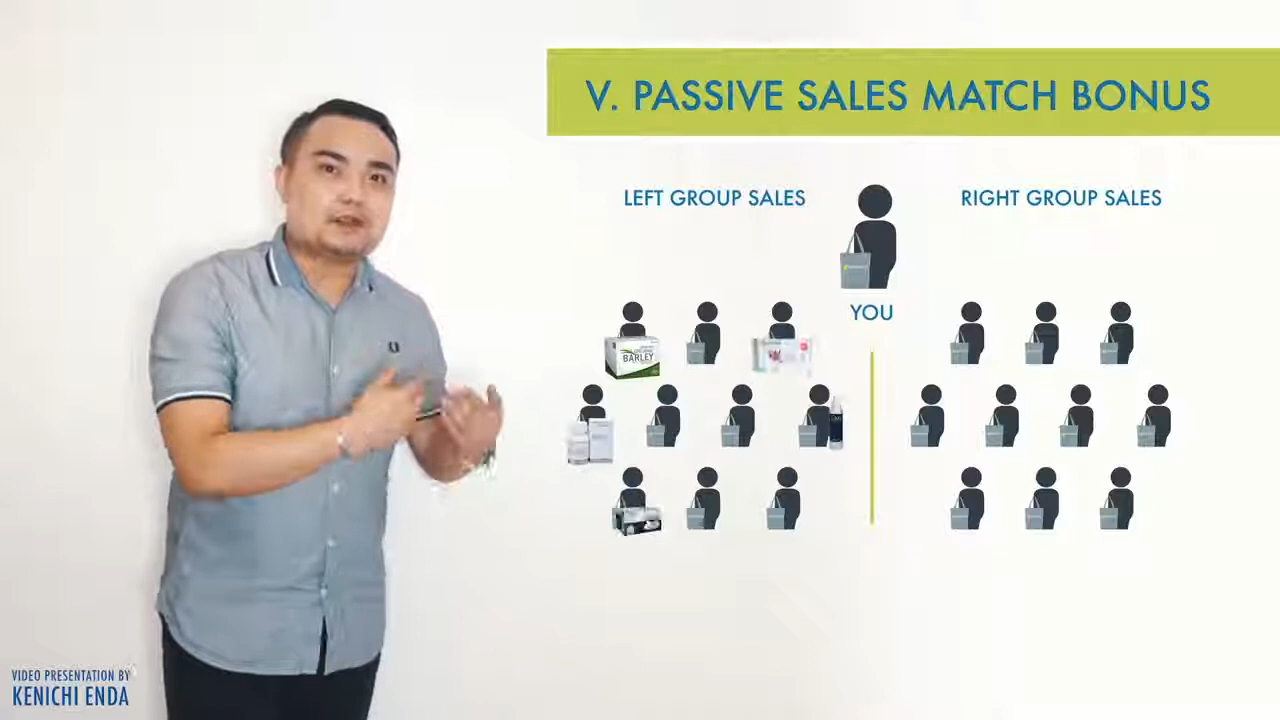 V. PASSIVE SALES MATCH BONUS
LEFT GROUP SALES
RIGHT GROUP SALES
YOU
BARLEY
VIDEO PRESENTATION BY
KENICHI ENDA